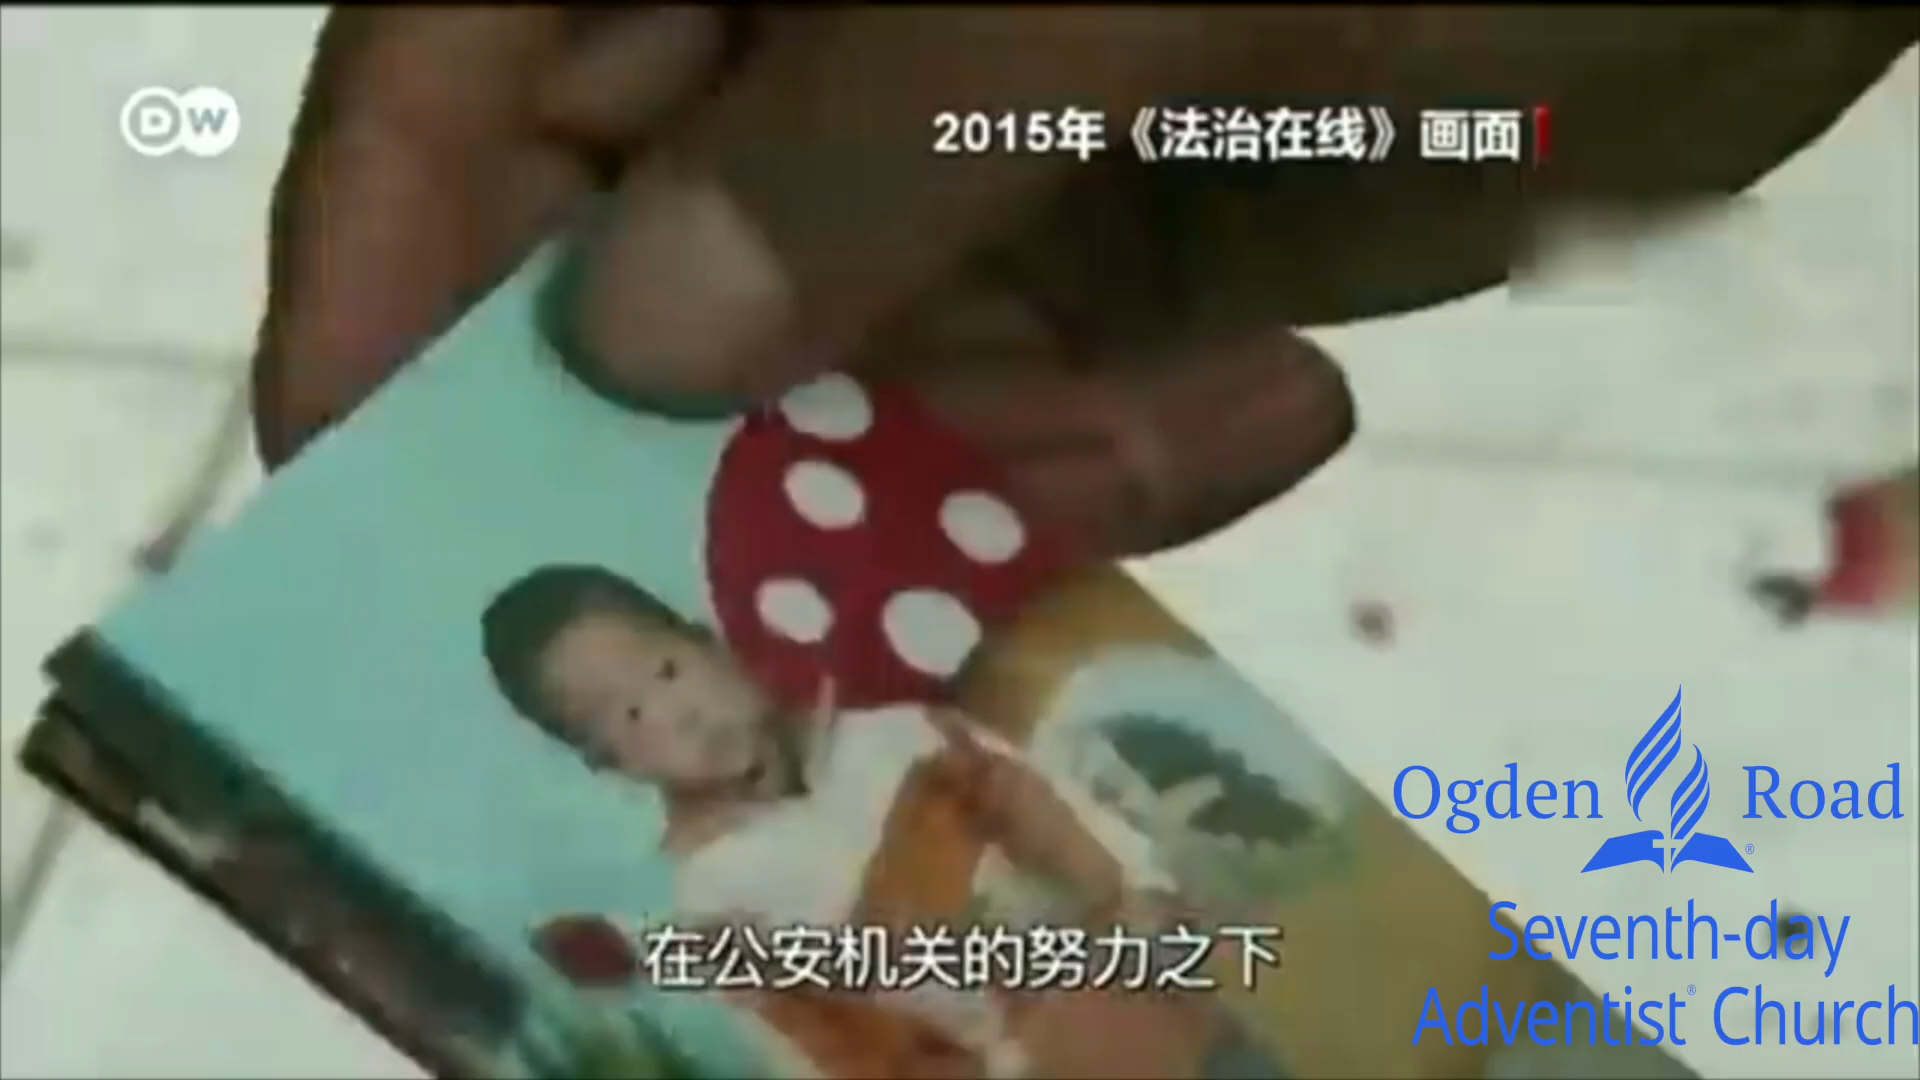 DW
2015年《法治在线》画面
Ogden Road
Seventh-day
Adventist® Church
在公安机关的努力之下